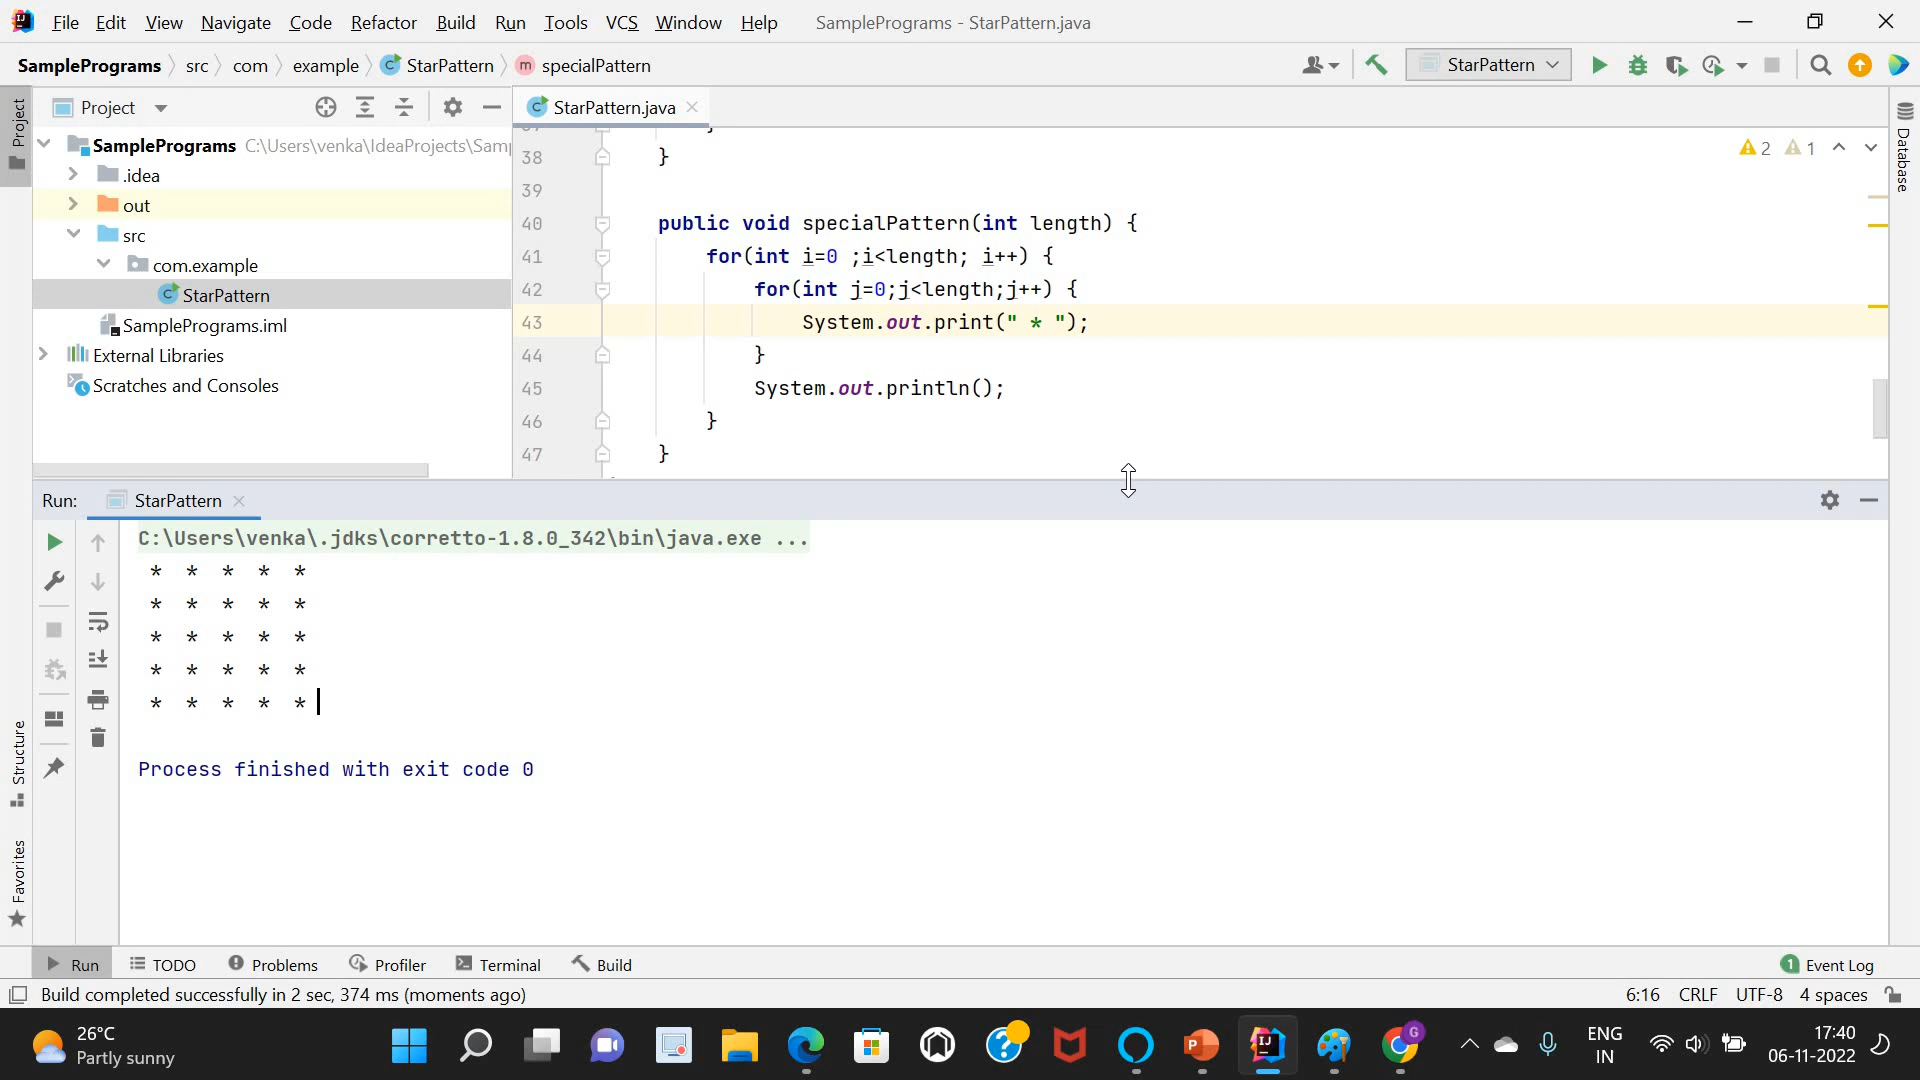 File Edit View Navigate Code Refactor Build Run Tools VCS Window Help SamplePrograms - StarPattern.java
SamplePrograms src com example StarPattern specialPattern StarPattern
Project StarPattern.java
Project
SamplePrograms C:\Users\venka\IdeaProjects\Sam
.idea
out
src
com.example
StarPattern
SamplePrograms.iml
External Libraries
Scratches and Consoles
2 1
Database
38 }
39
40 public void specialPattern(int length) {
41 for(int i=0 ;i<length; i++) {
42 for(int j=0;j<length;j++) {
43 System.out.print(" * ");
44 }
45 System.out.println();
46 }
47 }
Run: StarPattern
C:\Users\venka\.jdks\corretto-1.8.0_342\bin\java.exe ...
* * * * *
* * * * *
* * * * *
* * * * *
* * * * *
Process finished with exit code 0
Structure
Favorites
Run TODO Problems Profiler Terminal Build 1 Event Log
Build completed successfully in 2 sec, 374 ms (moments ago) 6:16 CRLF UTF-8 4 spaces
26°C
Partly sunny
ENG
IN
17:40
06-11-2022